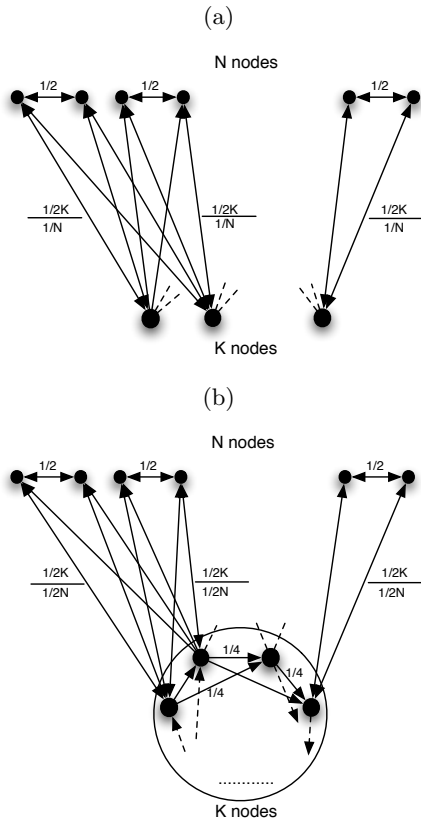 (a)
N nodes
1/2 1/2 1/2
1/2K 1/2K 1/2K
1/N 1/N 1/N
K nodes
(b)
N nodes
1/2 1/2 1/2
1/2K 1/2K 1/2K
1/2N 1/2N 1/2N
1/4
1/4 1/4
............
K nodes